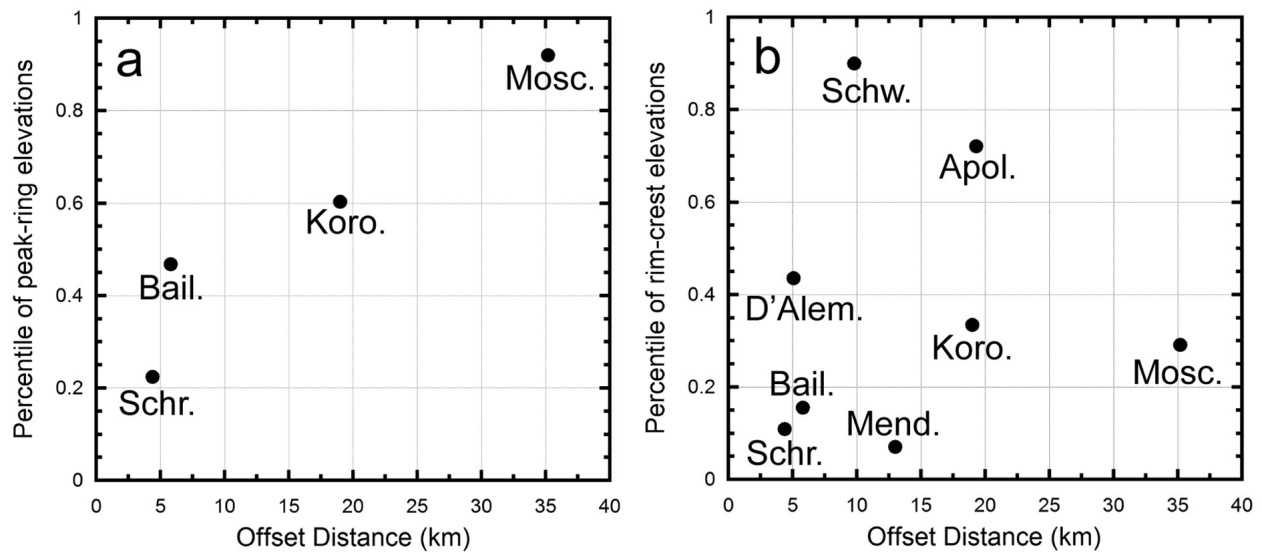 a
Percentile of peak-ring elevations
1
0.8
0.6
0.4
0.2
0
Mosc.
Koro.
Bail.
Schr.
0 5 10 15 20 25 30 35 40
Offset Distance (km)
b
Percentile of rim-crest elevations
1
0.8
0.6
0.4
0.2
0
Schw.
Apol.
D'Alem.
Koro.
Mosc.
Bail.
Mend.
Schr.
0 5 10 15 20 25 30 35 40
Offset Distance (km)